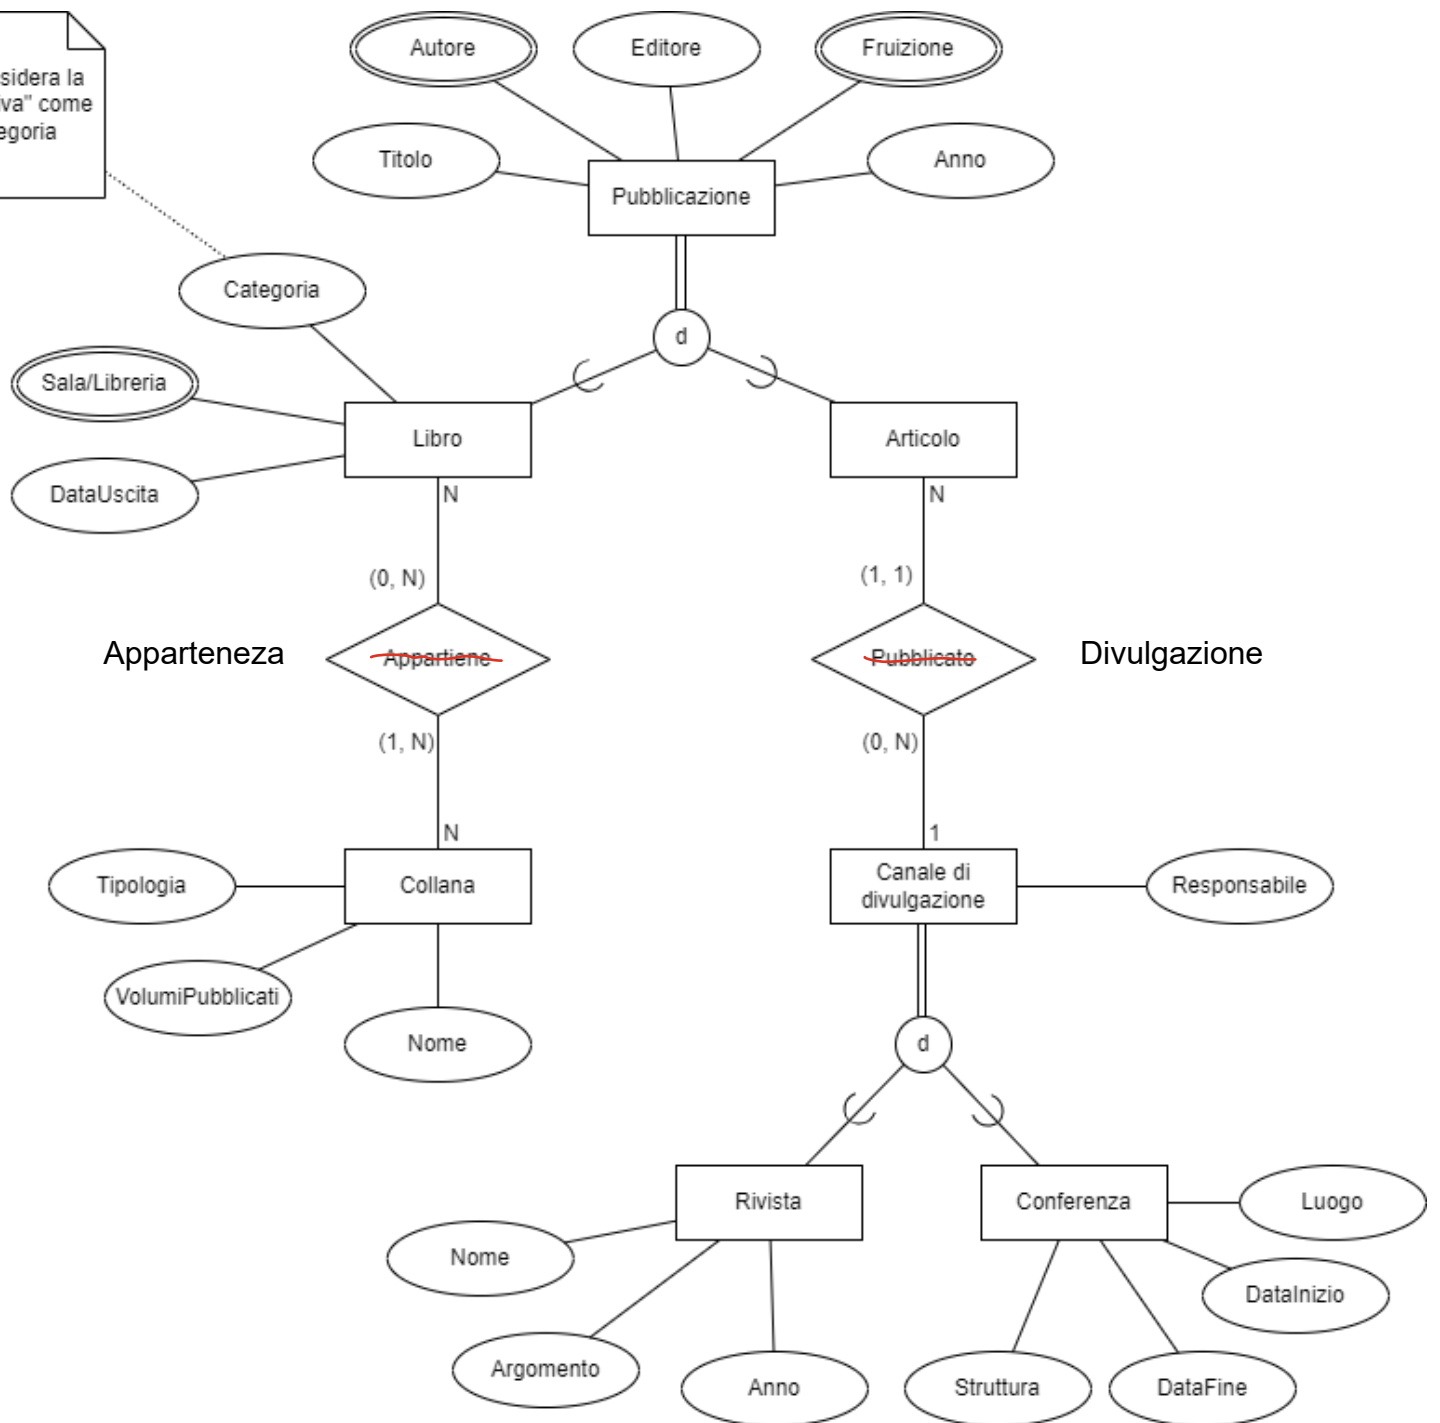 sidera la
iva" come
egoria
Autore
Editore
Fruizione
Titolo
Anno
Pubblicazione
Categoria
d
Sala/Libreria
Libro
Articolo
DataUscita
N
N
(0, N)
(1, 1)
Apparteneza
Appartiene
Pubblicato
Divulgazione
(1, N)
(0, N)
N
1
Tipologia
Collana
Canale di
divulgazione
Responsabile
VolumiPubblicati
Nome
d
Rivista
Conferenza
Luogo
Nome
DataInizio
Argomento
Anno
Struttura
DataFine